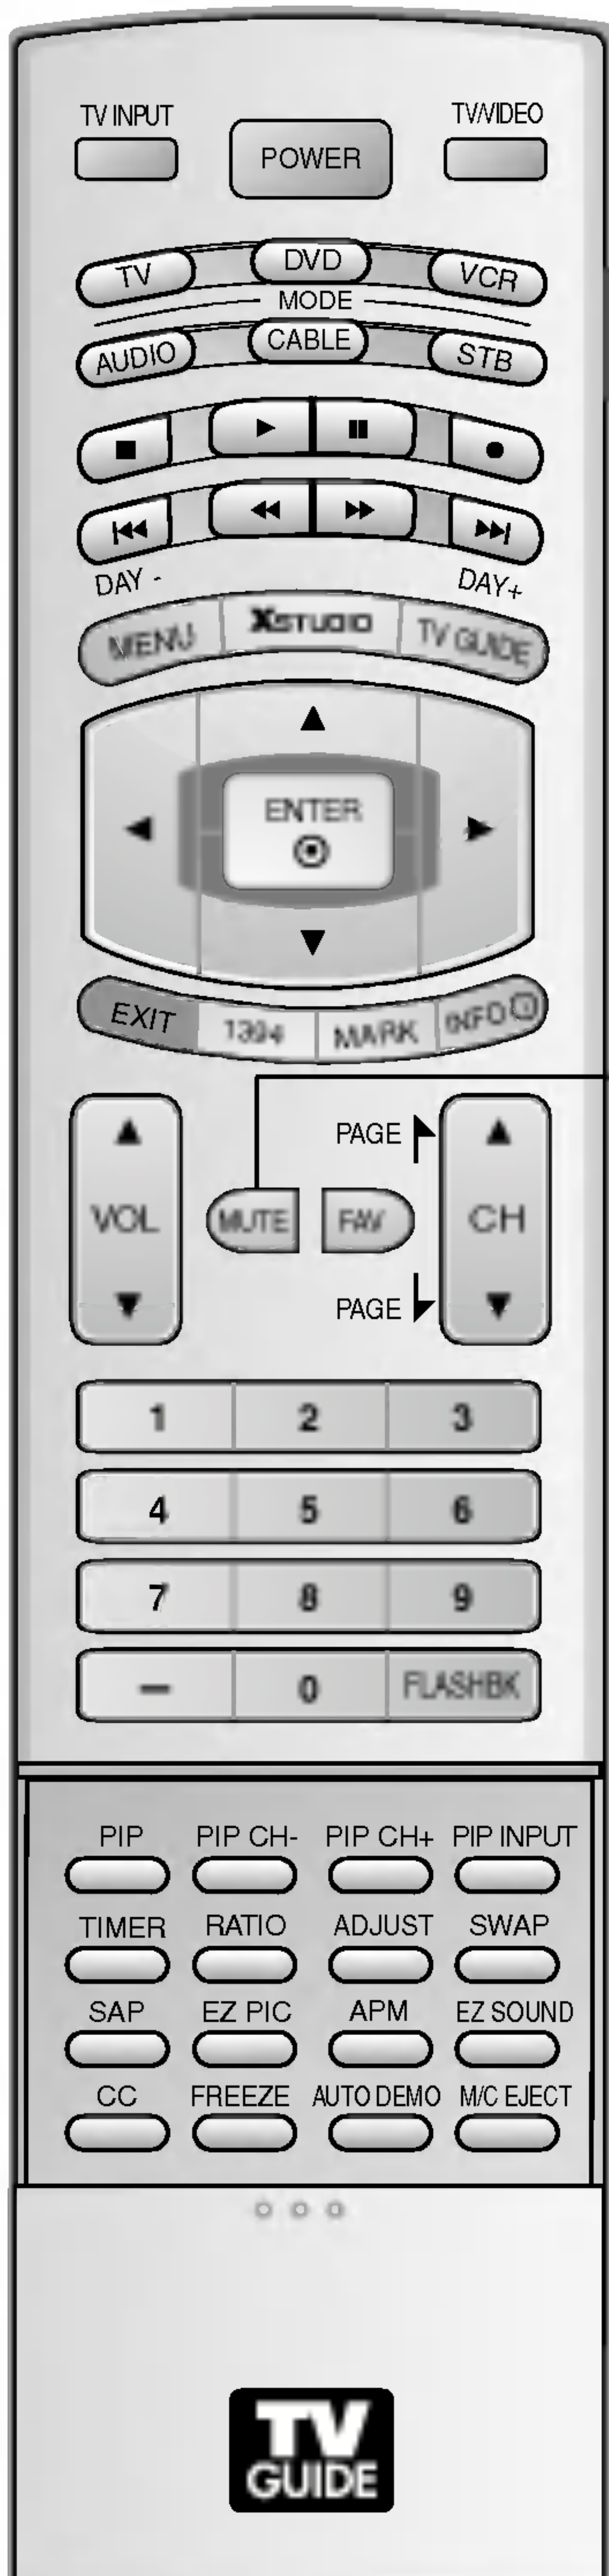 TV INPUT POWER TV/VIDEO
TV DVD VCR
MODE
AUDIO CABLE STB
DAY - DAY+
MENU XSTUDIO TV GUIDE
ENTER
EXIT 1394 MARK INFO i
PAGE
VOL MUTE FAV CH
PAGE
1 2 3
4 5 6
7 8 9
– 0 FLASHBK
PIP PIP CH- PIP CH+ PIP INPUT
TIMER RATIO ADJUST SWAP
SAP EZ PIC APM EZ SOUND
CC FREEZE AUTO DEMO M/C EJECT
TV
GUIDE